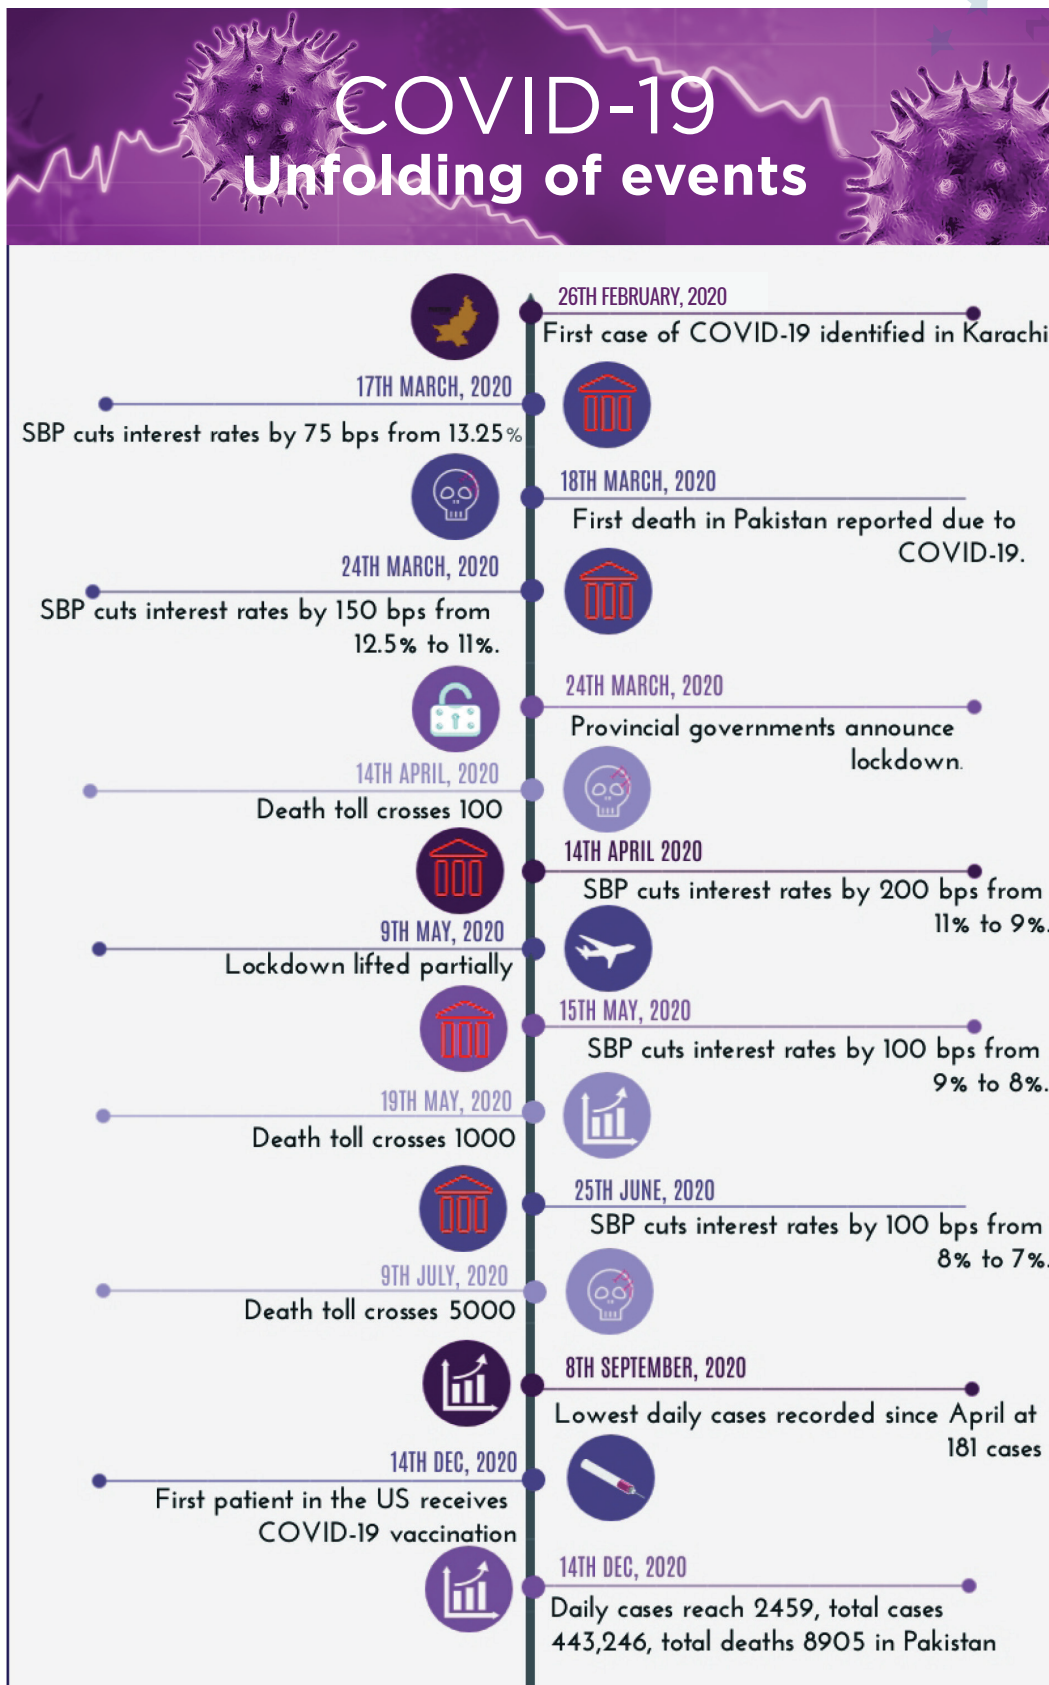 COVID-19
Unfolding of events
26TH FEBRUARY, 2020
First case of COVID-19 identified in Karachi
17TH MARCH, 2020
SBP cuts interest rates by 75 bps from 13.25%
18TH MARCH, 2020
First death in Pakistan reported due to
COVID-19.
24TH MARCH, 2020
SBP cuts interest rates by 150 bps from
12.5% to 11%.
24TH MARCH, 2020
Provincial governments announce
lockdown.
14TH APRIL, 2020
Death toll crosses 100
14TH APRIL 2020
SBP cuts interest rates by 200 bps from
11% to 9%.
9TH MAY, 2020
Lockdown lifted partially
15TH MAY, 2020
SBP cuts interest rates by 100 bps from
9% to 8%.
19TH MAY, 2020
Death toll crosses 1000
25TH JUNE, 2020
SBP cuts interest rates by 100 bps from
8% to 7%.
9TH JULY, 2020
Death toll crosses 5000
8TH SEPTEMBER, 2020
Lowest daily cases recorded since April at
181 cases
14TH DEC, 2020
First patient in the US receives
COVID-19 vaccination
14TH DEC, 2020
Daily cases reach 2459, total cases
443,246, total deaths 8905 in Pakistan